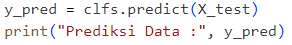 y_pred = clfs.predict(X_test)
print("Prediksi Data :", y_pred)